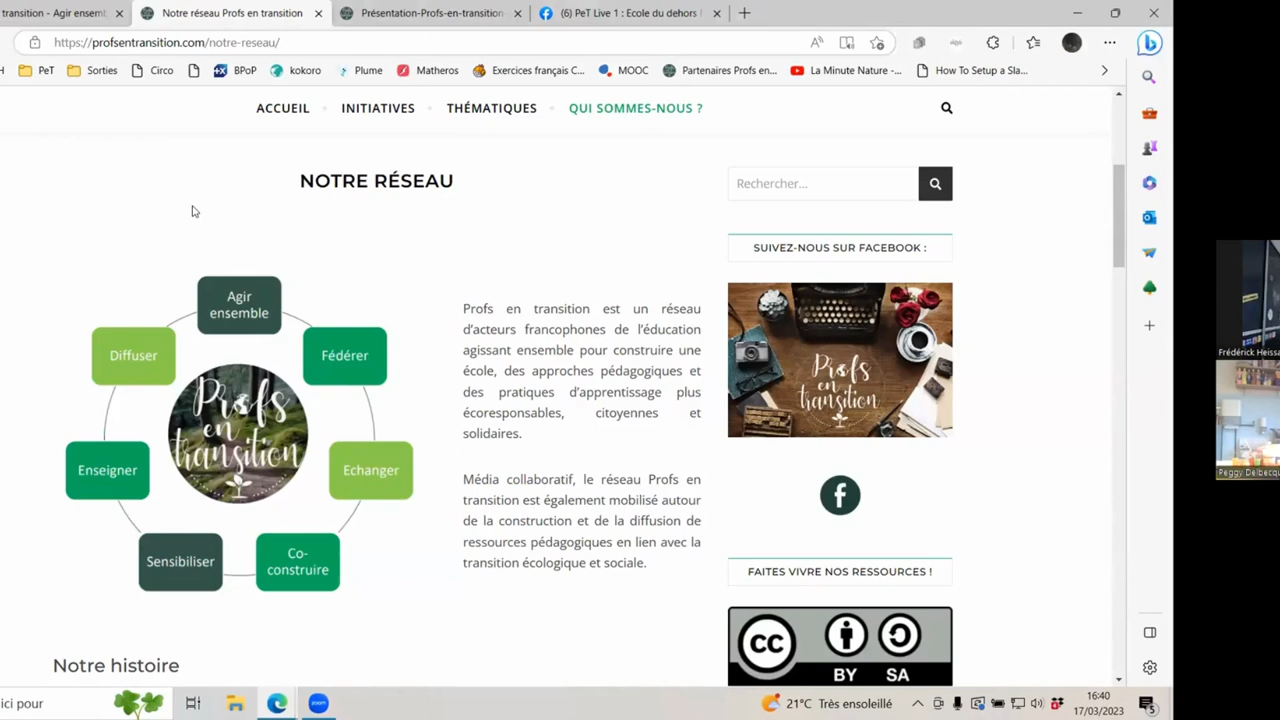 transition - Agir ensemb
Notre réseau Profs en transition
Présentation-Profs-en-transition
(6) PeT Live 1 : Ecole du dehors
https://profsentransition.com/notre-reseau/
PeT
Sorties
Circo
BPoP
kokoro
Plume
Matheros
Exercices français C...
MOOC
Partenaires Profs en...
La Minute Nature -...
How To Setup a Sla...
ACCUEIL
INITIATIVES
THÉMATIQUES
QUI SOMMES-NOUS ?
NOTRE RÉSEAU
Rechercher...
SUIVEZ-NOUS SUR FACEBOOK :
Agir
ensemble
Diffuser
Fédérer
Enseigner
Echanger
Sensibiliser
Co-
construire
Profs
en
transition
Profs en transition est un réseau
d'acteurs francophones de l'éducation
agissant ensemble pour construire une
école, des approches pédagogiques et
des pratiques d'apprentissage plus
écoresponsables, citoyennes et
solidaires.
Média collaboratif, le réseau Profs en
transition est également mobilisé autour
de la construction et de la diffusion de
ressources pédagogiques en lien avec la
transition écologique et sociale.
Profs
en
transition
FAITES VIVRE NOS RESSOURCES !
CC
BY SA
Notre histoire
Frédérick Heissa
Peggy Delbecqu
ici pour
zoom
21°C Très ensoleillé
16:40
17/03/2023
5